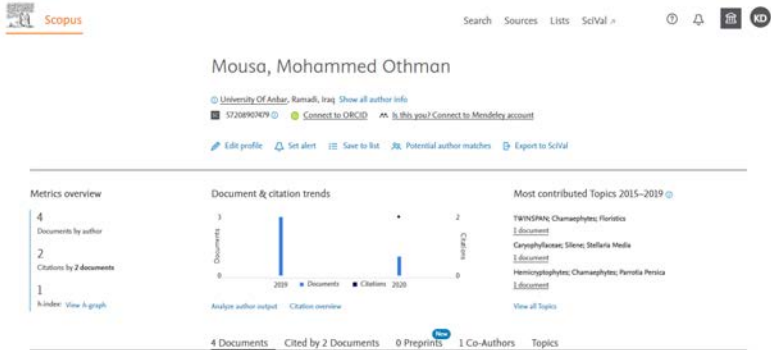 Scopus
Search Sources Lists SciVal ↗
KD
Mousa, Mohammed Othman
University Of Anbar, Ramadi, Iraq Show all author info
57208907479
Connect to ORCID
Is this you? Connect to Mendeley account
Edit profile Set alert Save to list Potential author matches Export to SciVal
Metrics overview
4
Documents by author
2
Citations by 2 documents
1
h-index: View h-graph
Document & citation trends
3
Documents
0
2
Citations
0
2019 Documents Citations 2020
Analyze author output Citation overview
Most contributed Topics 2015–2019
TWINSPAN; Chamaephytes; Floristics
1 document
Caryophyllaceae; Silene; Stellaria Media
1 document
Hemicryptophytes; Chamaephytes; Parrotia Persica
1 document
View all Topics
New
4 Documents Cited by 2 Documents 0 Preprints 1 Co-Authors Topics